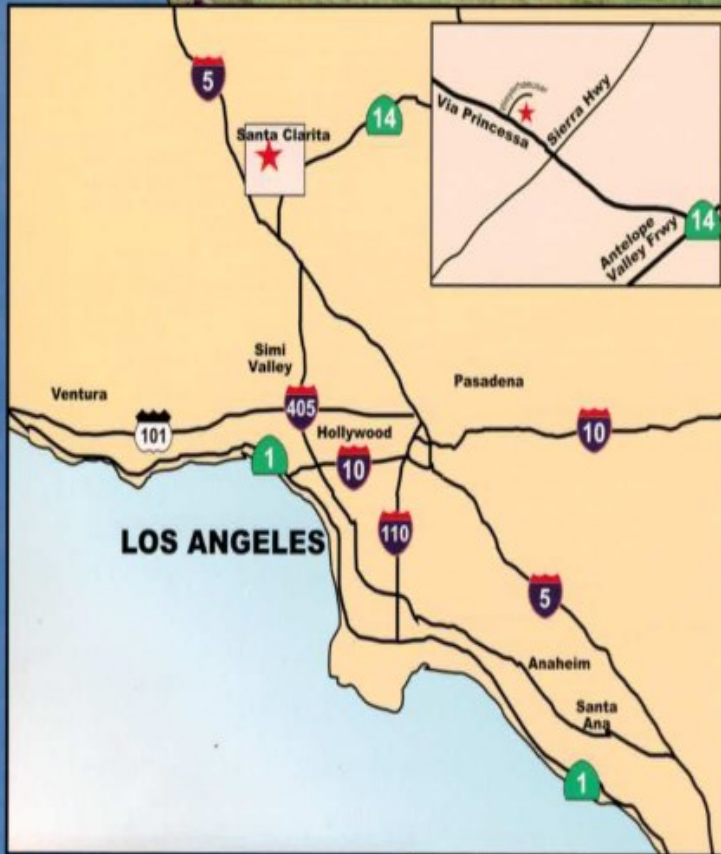 5
Santa Clarita
14
Via Princessa
Sierra Hwy
Antelope
Valley Frwy
14
Simi
Valley
Ventura
Pasadena
405
101
Hollywood
10
1
10
LOS ANGELES
110
5
Anaheim
Santa
Ana
1